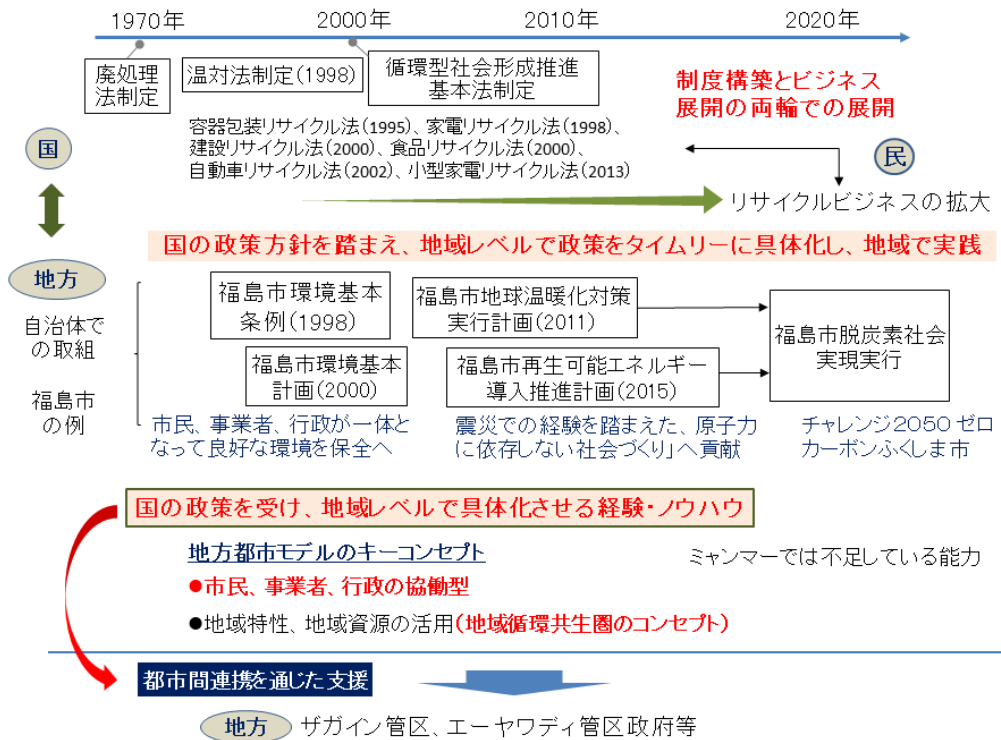 1970年
2000年
2010年
2020年
廃処理
法制定
温対法制定(1998)
循環型社会形成推進
基本法制定
制度構築とビジネス
展開の両輪での展開
容器包装リサイクル法(1995)、家電リサイクル法(1998)、
建設リサイクル法(2000)、食品リサイクル法(2000)、
自動車リサイクル法(2002)、小型家電リサイクル法(2013)
国
民
リサイクルビジネスの拡大
国の政策方針を踏まえ、地域レベルで政策をタイムリーに具体化し、地域で実践
地方
自治体で
の取組
福島市
の例
福島市環境基本
条例(1998)
福島市地球温暖化対策
実行計画(2011)
福島市脱炭素社会
実現実行
福島市環境基本
計画(2000)
福島市再生可能エネルギー
導入推進計画(2015)
市民、事業者、行政が一体と
なって良好な環境を保全へ
震災での経験を踏まえた、原子力
に依存しない社会づくり」へ貢献
チャレンジ2050 ゼロ
カーボンふくしま市
国の政策を受け、地域レベルで具体化させる経験・ノウハウ
地方都市モデルのキーコンセプト
ミャンマーでは不足している能力
●市民、事業者、行政の協働型
●地域特性、地域資源の活用(地域循環共生圏のコンセプト)
都市間連携を通じた支援
地方
ザガイン管区、エーヤワディ管区政府等